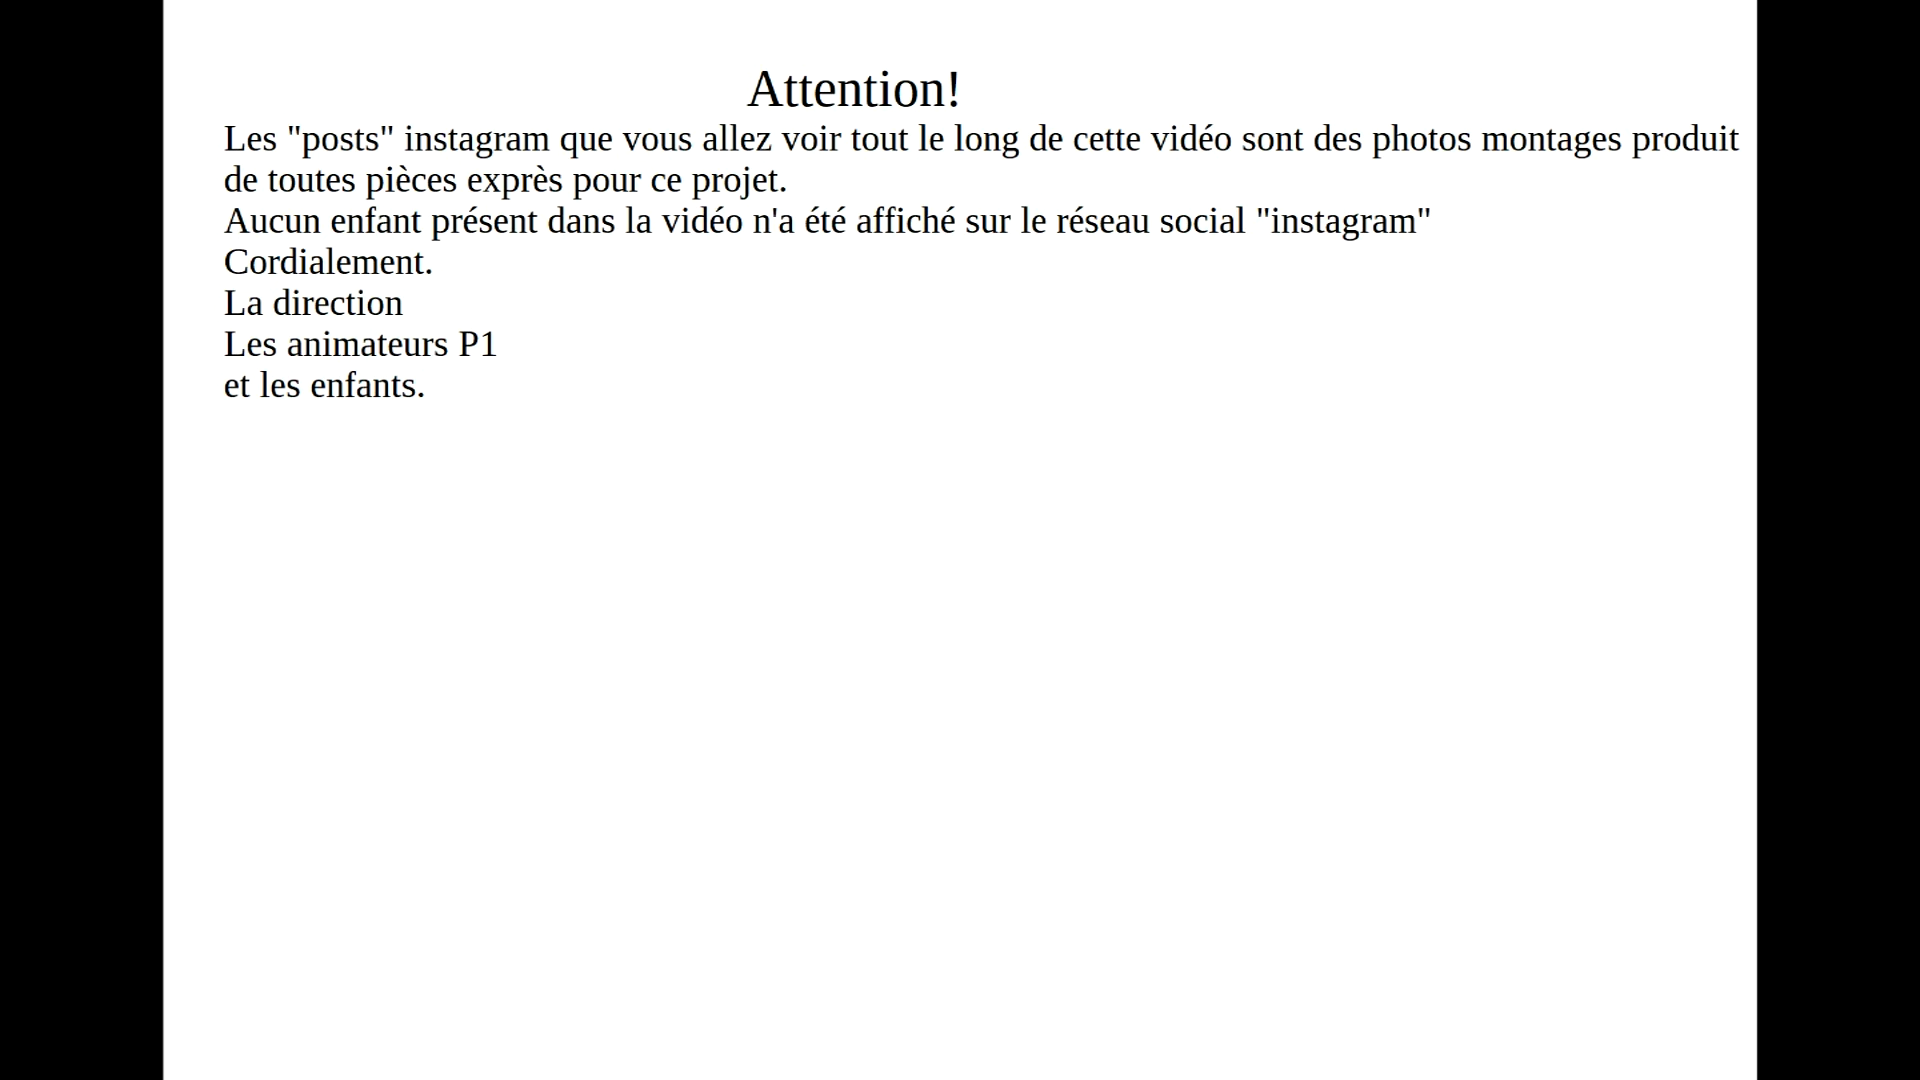 Attention!
Les "posts" instagram que vous allez voir tout le long de cette vidéo sont des photos montages produit
de toutes pièces exprès pour ce projet.
Aucun enfant présent dans la vidéo n'a été affiché sur le réseau social "instagram"
Cordialement.
La direction
Les animateurs P1
et les enfants.